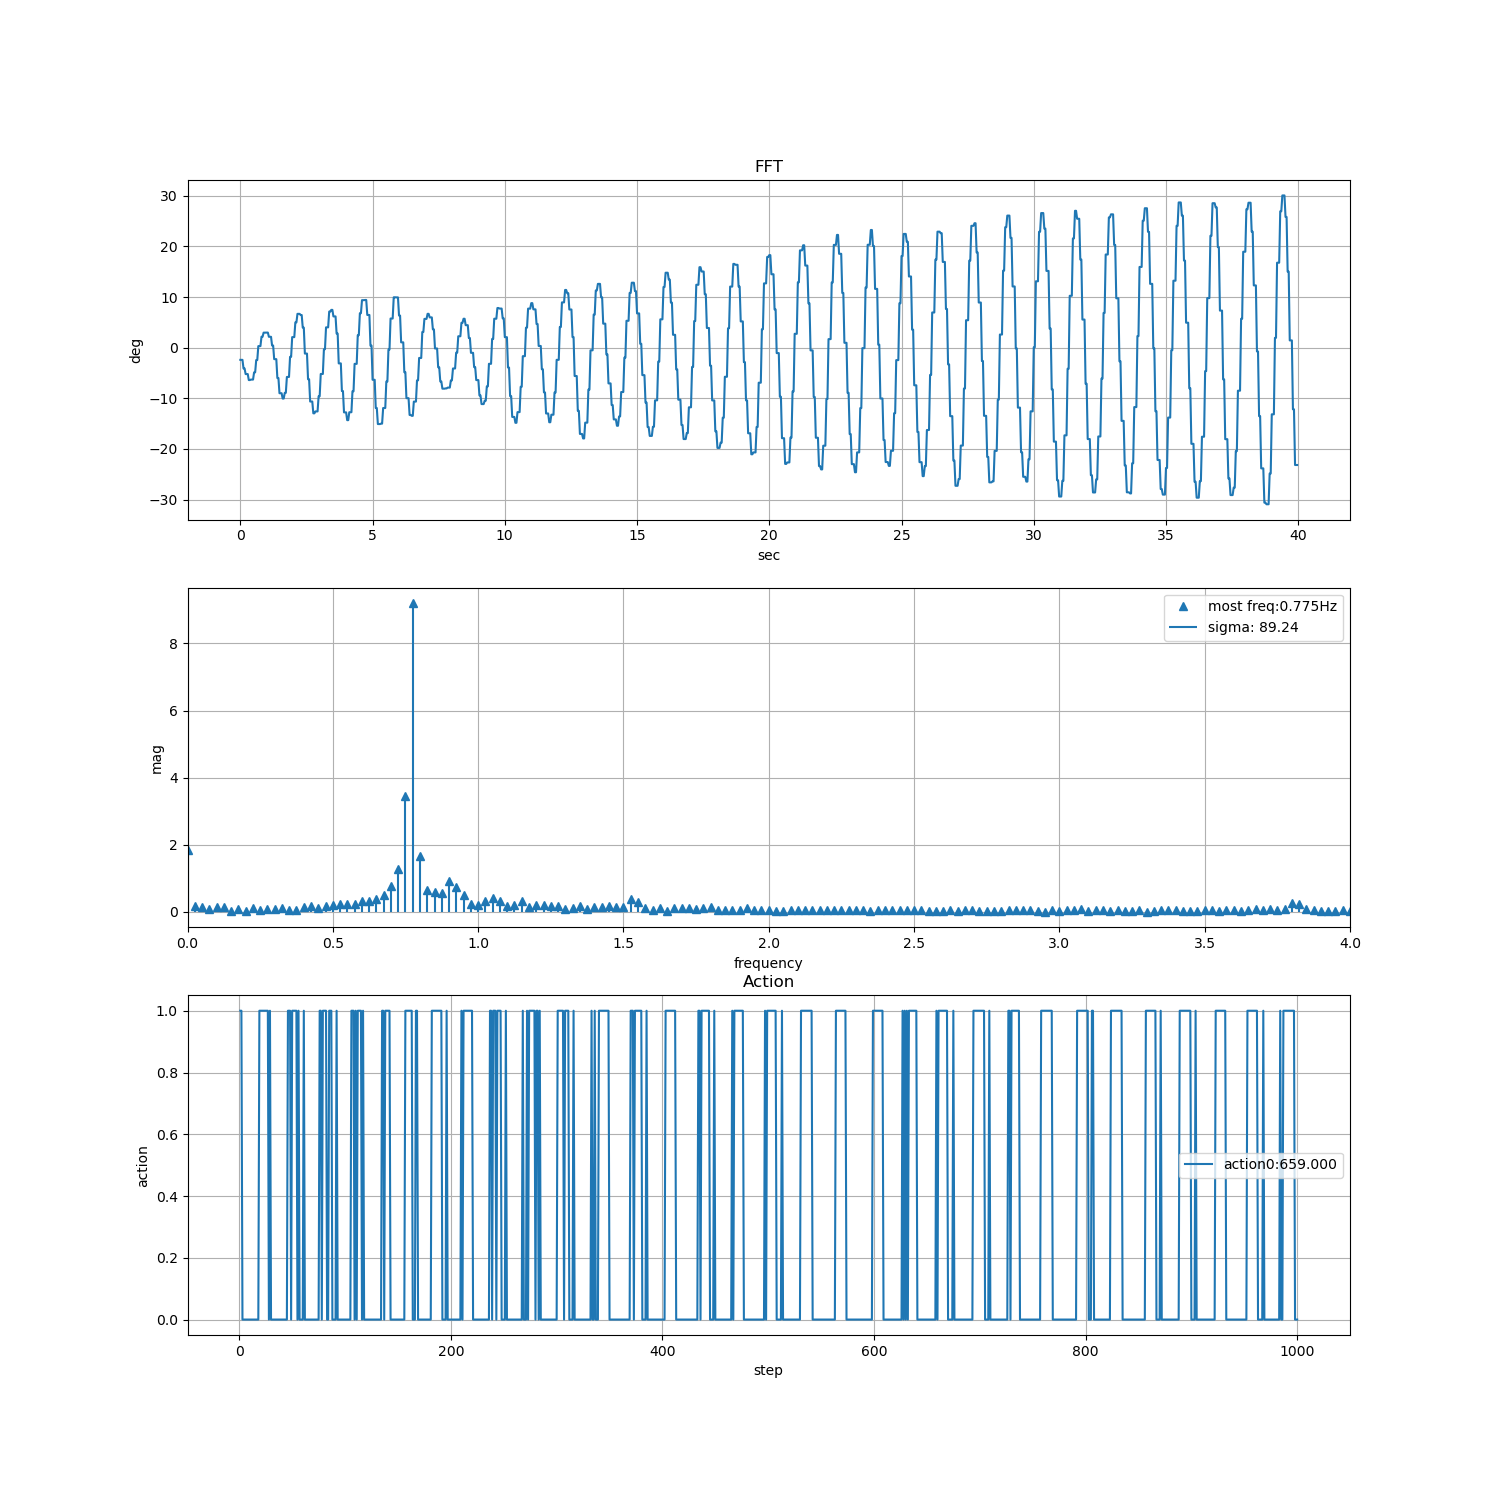 FFT
30
20
10
0
−10
−20
−30
deg
0 5 10 15 20 25 30 35 40
sec
most freq:0.775Hz
sigma: 89.24
8
6
4
2
0
mag
0.0 0.5 1.0 1.5 2.0 2.5 3.0 3.5 4.0
frequency
Action
1.0
0.8
0.6
0.4
0.2
0.0
action
action0:659.000
0 200 400 600 800 1000
step